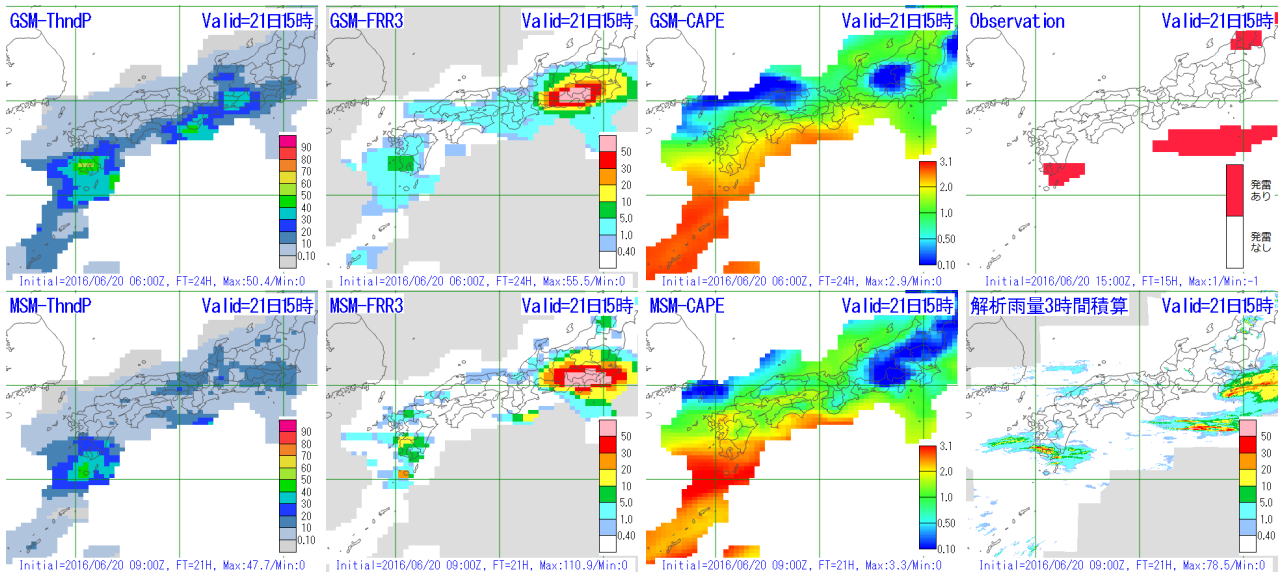 GSM-ThndP Valid=21日15時
90
80
70
60
50
40
30
20
10
0.10
Initial=2016/06/20 06:00Z, FT=24H, Max:50.4/Min:0
GSM-FRR3 Valid=21日15時
50
30
20
10
5.0
1.0
0.40
Initial=2016/06/20 06:00Z, FT=24H, Max:55.5/Min:0
GSM-CAPE Valid=21日15時
3.1
2.0
1.0
0.50
0.10
Initial=2016/06/20 06:00Z, FT=24H, Max:2.9/Min:0
Observation Valid=21日15時
発雷
あり
発雷
なし
Initial=2016/06/20 15:00Z, FT=15H, Max:1/Min:-1
MSM-ThndP Valid=21日15時
90
80
70
60
50
40
30
20
10
0.10
Initial=2016/06/20 09:00Z, FT=21H, Max:47.7/Min:0
MSM-FRR3 Valid=21日15時
50
30
20
10
5.0
1.0
0.40
Initial=2016/06/20 09:00Z, FT=21H, Max:110.9/Min:0
MSM-CAPE Valid=21日15時
3.1
2.0
1.0
0.50
0.10
Initial=2016/06/20 09:00Z, FT=21H, Max:3.3/Min:0
解析雨量3時間積算 Valid=21日15時
50
30
20
10
5.0
1.0
0.40
Initial=2016/06/20 09:00Z, FT=21H, Max:78.5/Min:0